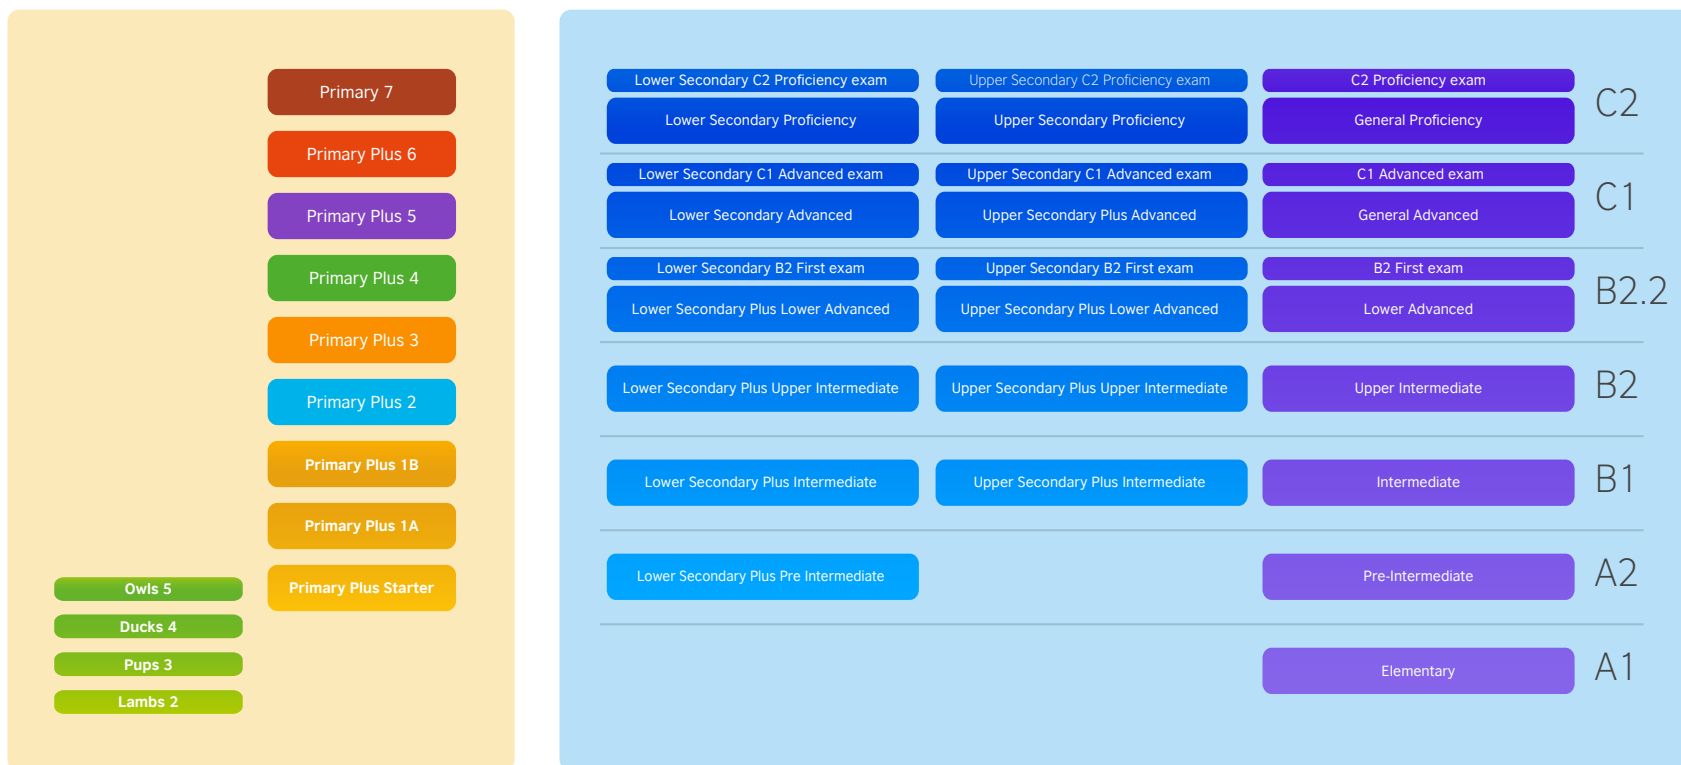 Primary 7
Primary Plus 6
Primary Plus 5
Primary Plus 4
Primary Plus 3
Primary Plus 2
Primary Plus 1B
Primary Plus 1A
Primary Plus Starter
Owls 5
Ducks 4
Pups 3
Lambs 2
Lower Secondary C2 Proficiency exam
Upper Secondary C2 Proficiency exam
C2 Proficiency exam
C2
Lower Secondary Proficiency
Upper Secondary Proficiency
General Proficiency
Lower Secondary C1 Advanced exam
Upper Secondary C1 Advanced exam
C1 Advanced exam
C1
Lower Secondary Advanced
Upper Secondary Plus Advanced
General Advanced
Lower Secondary B2 First exam
Upper Secondary B2 First exam
B2 First exam
B2.2
Lower Secondary Plus Lower Advanced
Upper Secondary Plus Lower Advanced
Lower Advanced
Lower Secondary Plus Upper Intermediate
Upper Secondary Plus Upper Intermediate
Upper Intermediate
B2
Lower Secondary Plus Intermediate
Upper Secondary Plus Intermediate
Intermediate
B1
Lower Secondary Plus Pre Intermediate
Pre-Intermediate
A2
Elementary
A1